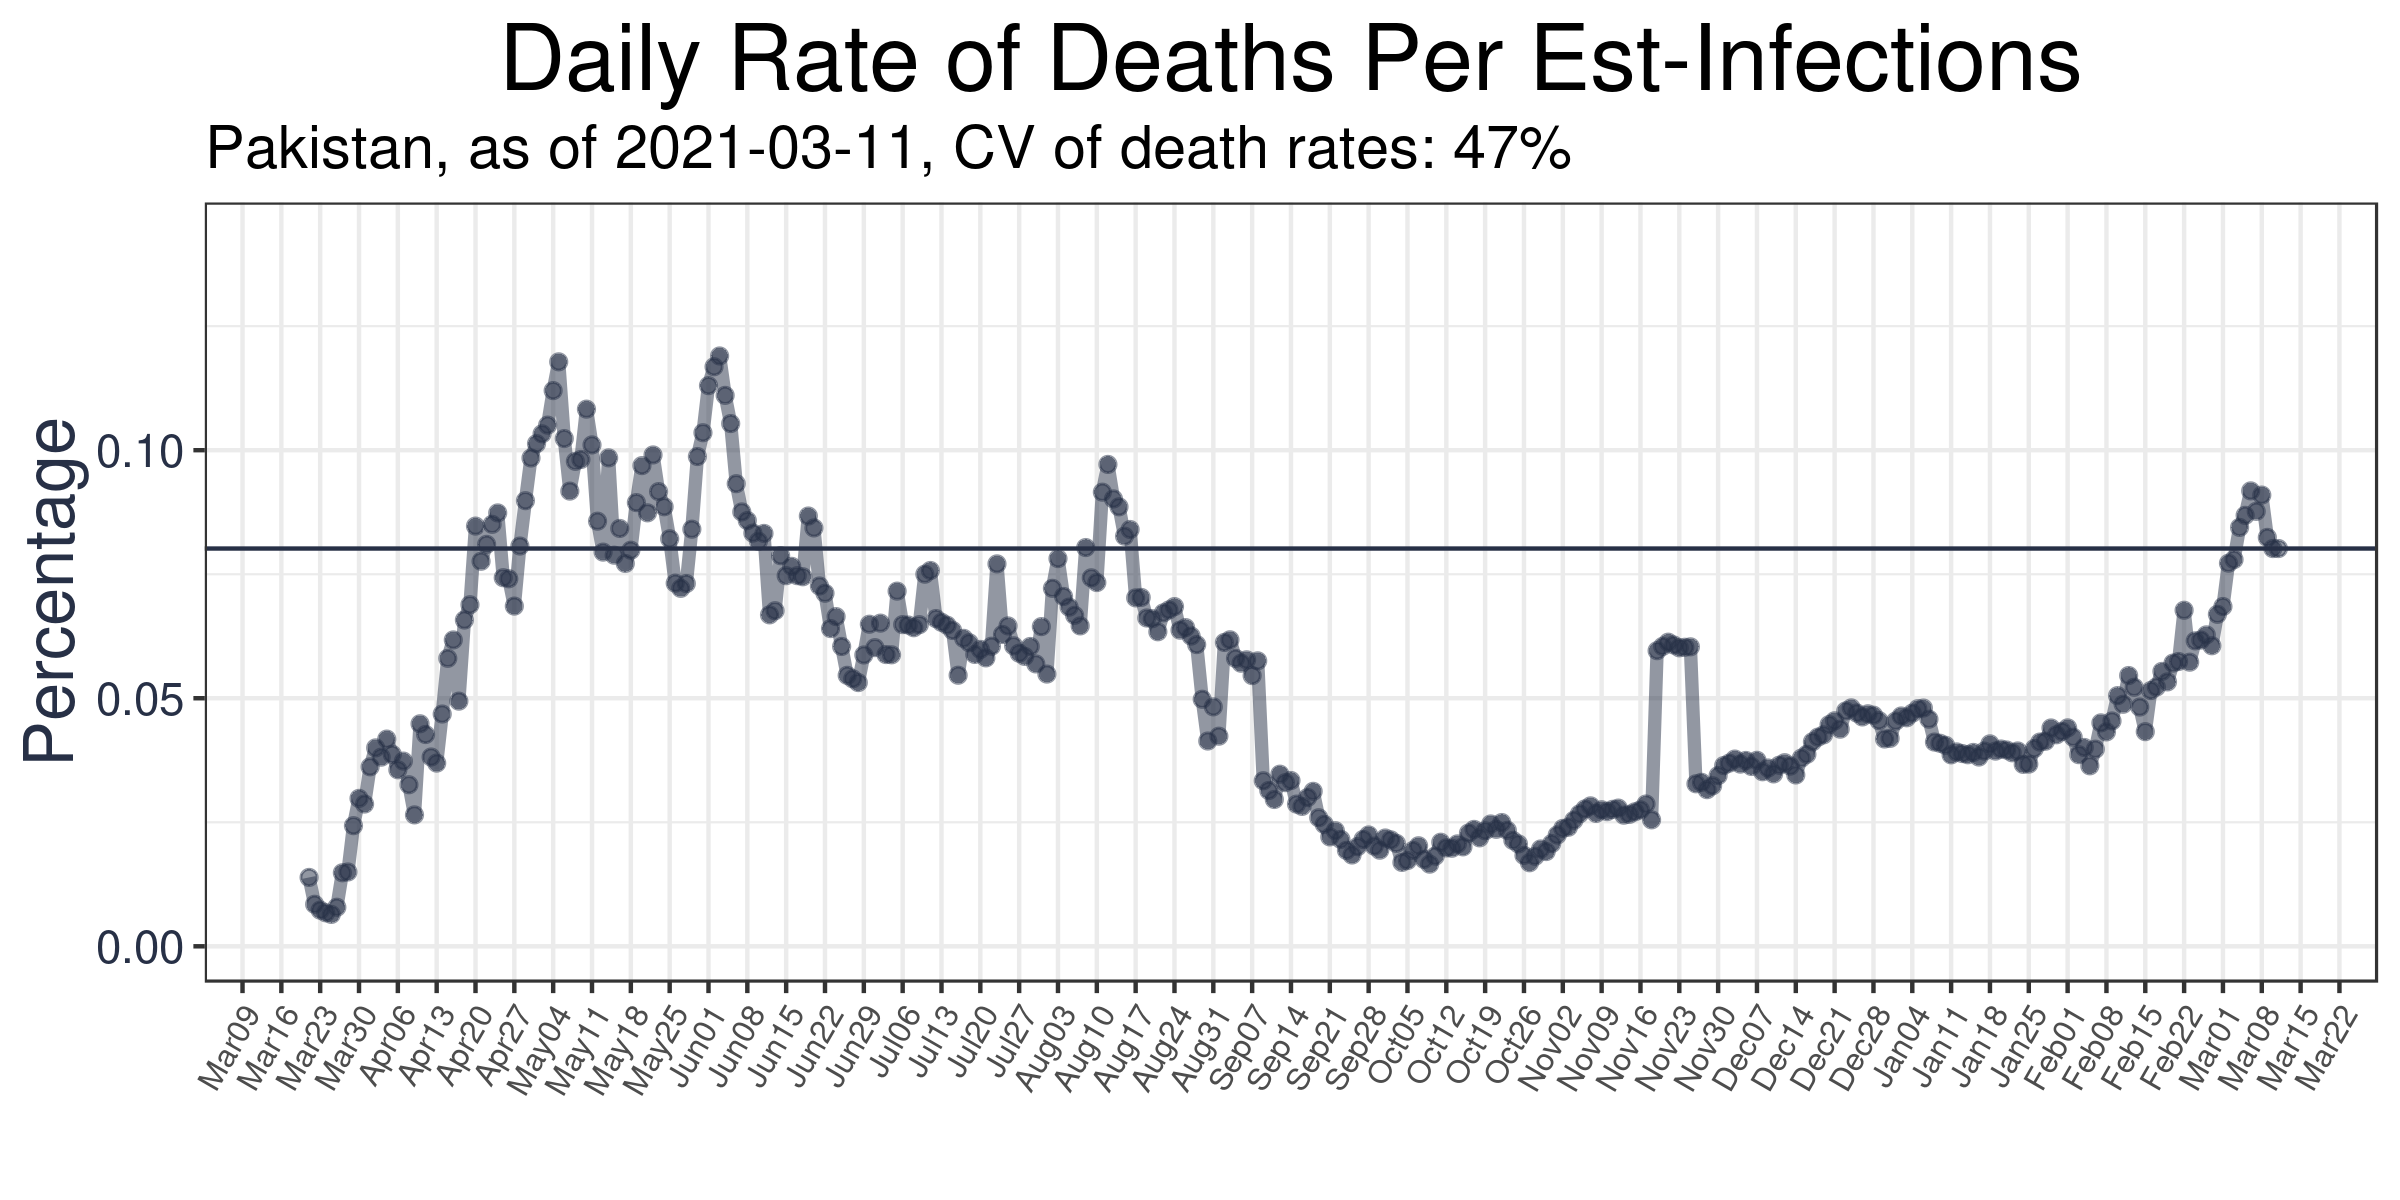 Daily Rate of Deaths Per Est-Infections
Pakistan, as of 2021-03-11, CV of death rates: 47%
Percentage
0.10
0.05
0.00
Mar09
Mar16
Mar23
Mar30
Apr06
Apr13
Apr20
Apr27
May04
May11
May18
May25
Jun01
Jun08
Jun15
Jun22
Jun29
Jul06
Jul13
Jul20
Jul27
Aug03
Aug10
Aug17
Aug24
Aug31
Sep07
Sep14
Sep21
Sep28
Oct05
Oct12
Oct19
Oct26
Nov02
Nov09
Nov16
Nov23
Nov30
Dec07
Dec14
Dec21
Dec28
Jan04
Jan11
Jan18
Jan25
Feb01
Feb08
Feb15
Feb22
Mar01
Mar08
Mar15
Mar22